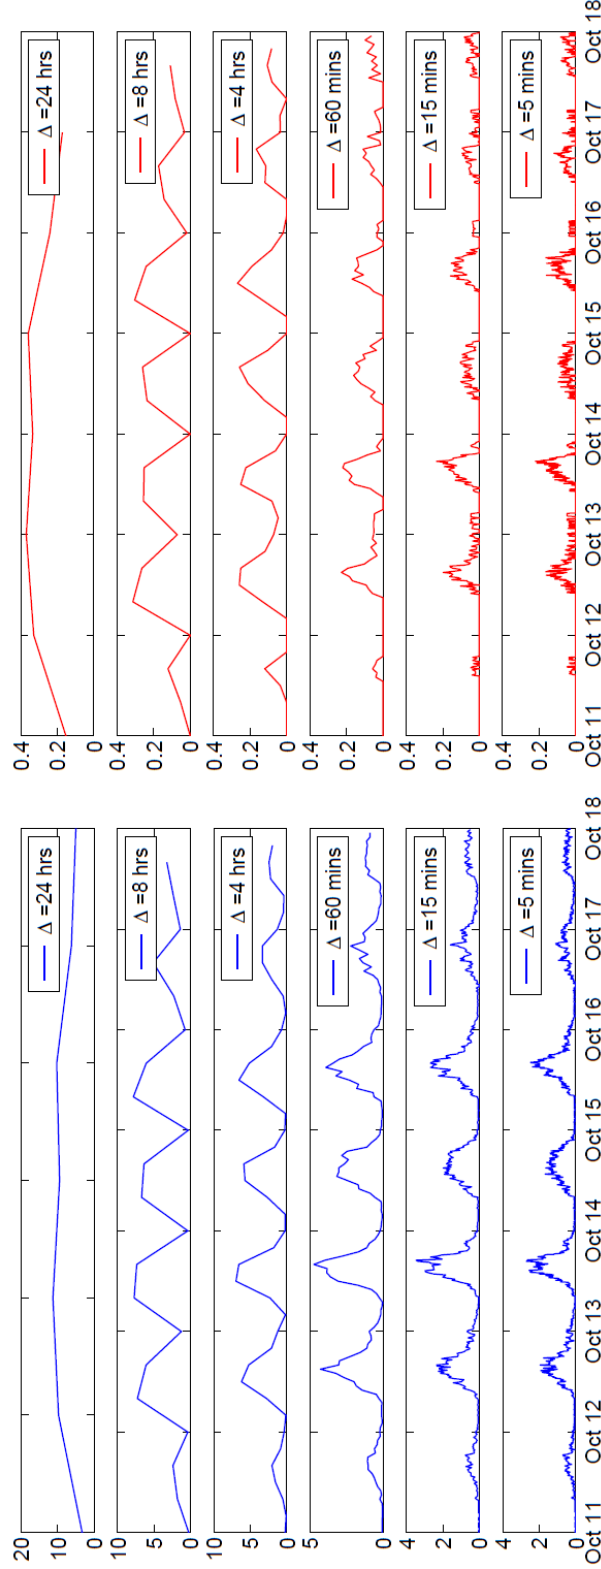 20
Δ =24 hrs
10
0
10
Δ =8 hrs
5
0
10
Δ =4 hrs
5
0
5
Δ =60 mins
0
4
Δ =15 mins
2
0
4
Δ =5 mins
2
0
Oct 11 Oct 12 Oct 13 Oct 14 Oct 15 Oct 16 Oct 17 Oct 18
0.4
Δ =24 hrs
0.2
0
0.4
Δ =8 hrs
0.2
0
0.4
Δ =4 hrs
0.2
0
0.4
Δ =60 mins
0.2
0
0.4
Δ =15 mins
0.2
0
0.4
Δ =5 mins
0.2
0
Oct 11 Oct 12 Oct 13 Oct 14 Oct 15 Oct 16 Oct 17 Oct 18